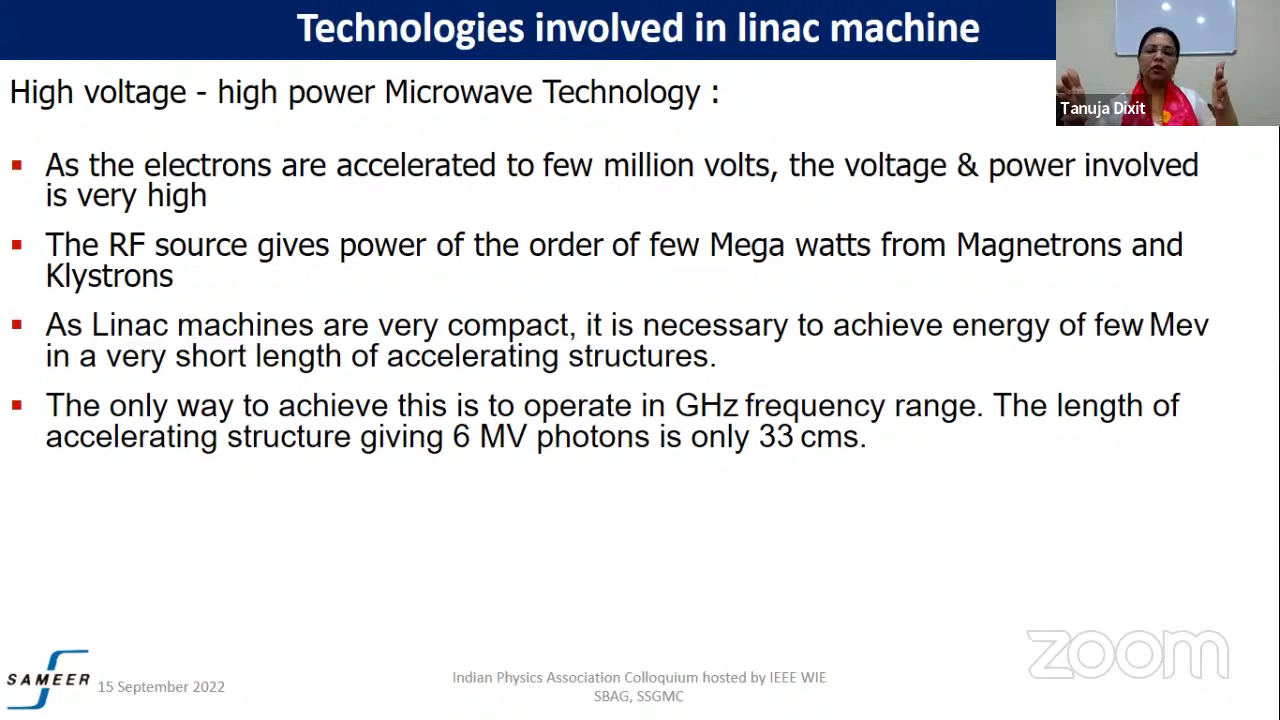 Technologies involved in linac machine
Tanuja Dixit
High voltage - high power Microwave Technology :
As the electrons are accelerated to few million volts, the voltage & power involved
is very high
The RF source gives power of the order of few Mega watts from Magnetrons and
Klystrons
As Linac machines are very compact, it is necessary to achieve energy of few Mev
in a very short length of accelerating structures.
The only way to achieve this is to operate in GHz frequency range. The length of
accelerating structure giving 6 MV photons is only 33 cms.
zoom
SAMEER
15 September 2022
Indian Physics Association Colloquium hosted by IEEE WIE
SBAG, SSGMC